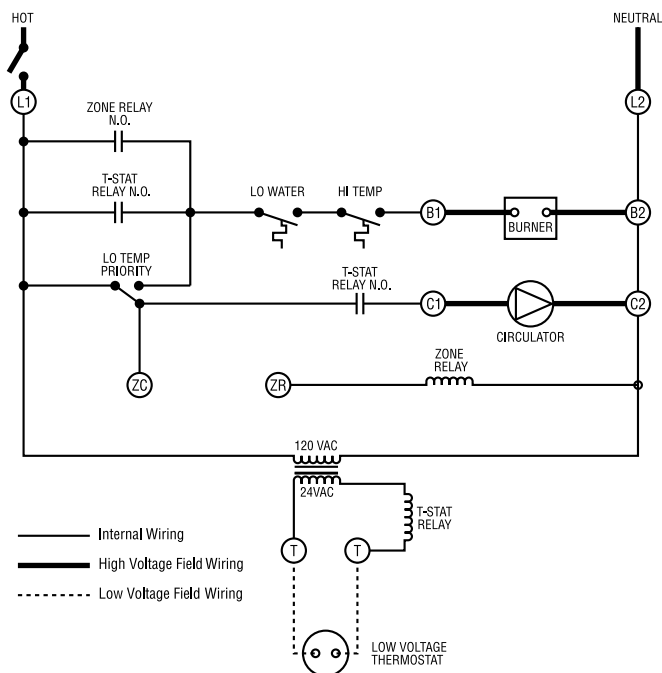 HOT
NEUTRAL
L1
L2
ZONE RELAY
N.O.
T-STAT
RELAY N.O.
LO WATER
HI TEMP
B1
BURNER
B2
LO TEMP
PRIORITY
T-STAT
RELAY N.O.
C1
CIRCULATOR
C2
ZC
ZR
ZONE
RELAY
120 VAC
24VAC
T-STAT
RELAY
T
T
Internal Wiring
High Voltage Field Wiring
Low Voltage Field Wiring
LOW VOLTAGE
THERMOSTAT